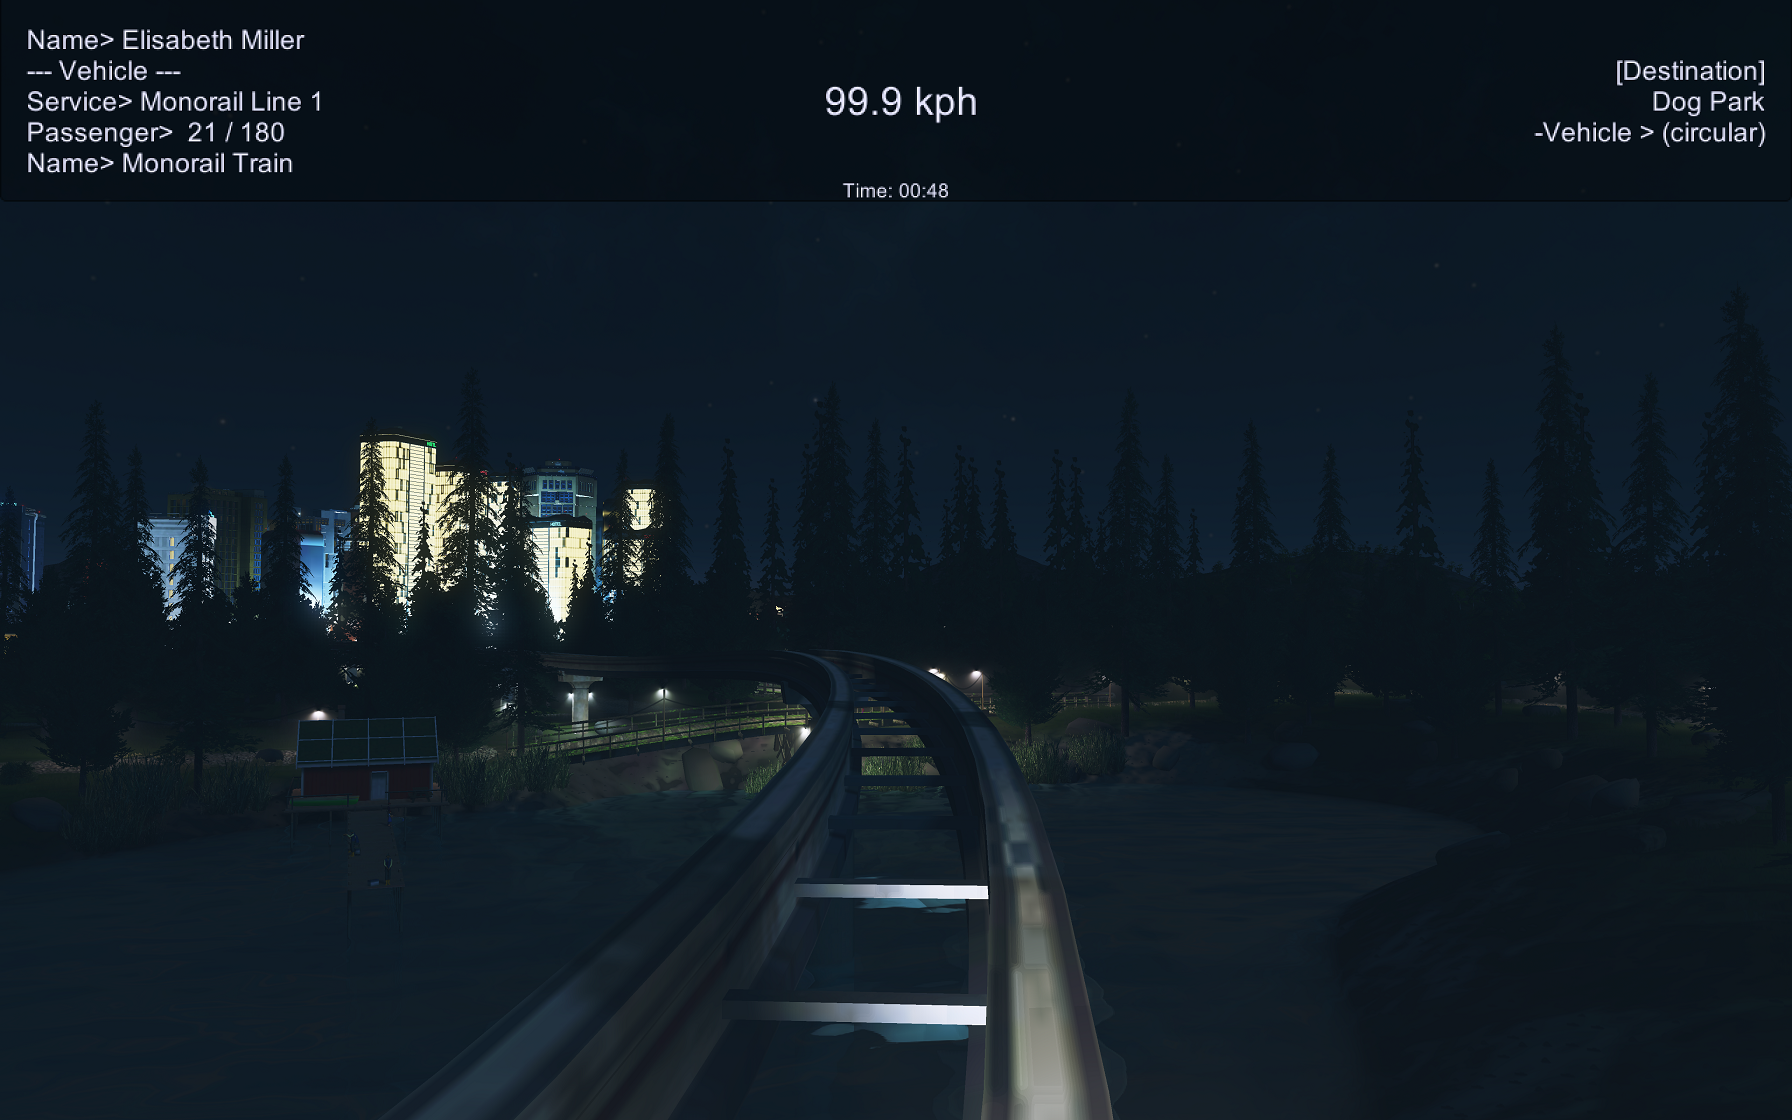 Name> Elisabeth Miller
--- Vehicle ---
Service> Monorail Line 1
Passenger>  21 / 180
Name> Monorail Train
99.9 kph
Time: 00:48
[Destination]
Dog Park
-Vehicle > (circular)